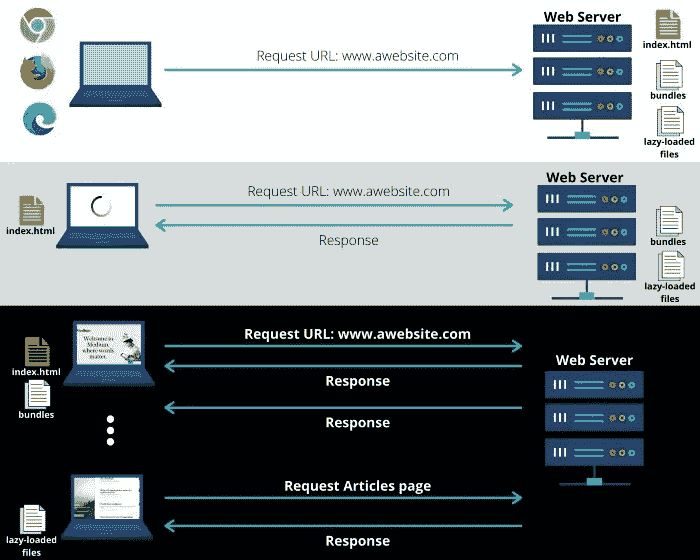 Web Server
Request URL: www.awebsite.com
index.html
bundles
lazy-loaded
files
Web Server
Request URL: www.awebsite.com
Response
index.html
bundles
lazy-loaded
files
Request URL: www.awebsite.com
Welcome to
Medium,
where words
matter.
Web Server
index.html
Response
bundles
Response
Request Articles page
lazy-loaded
files
Response